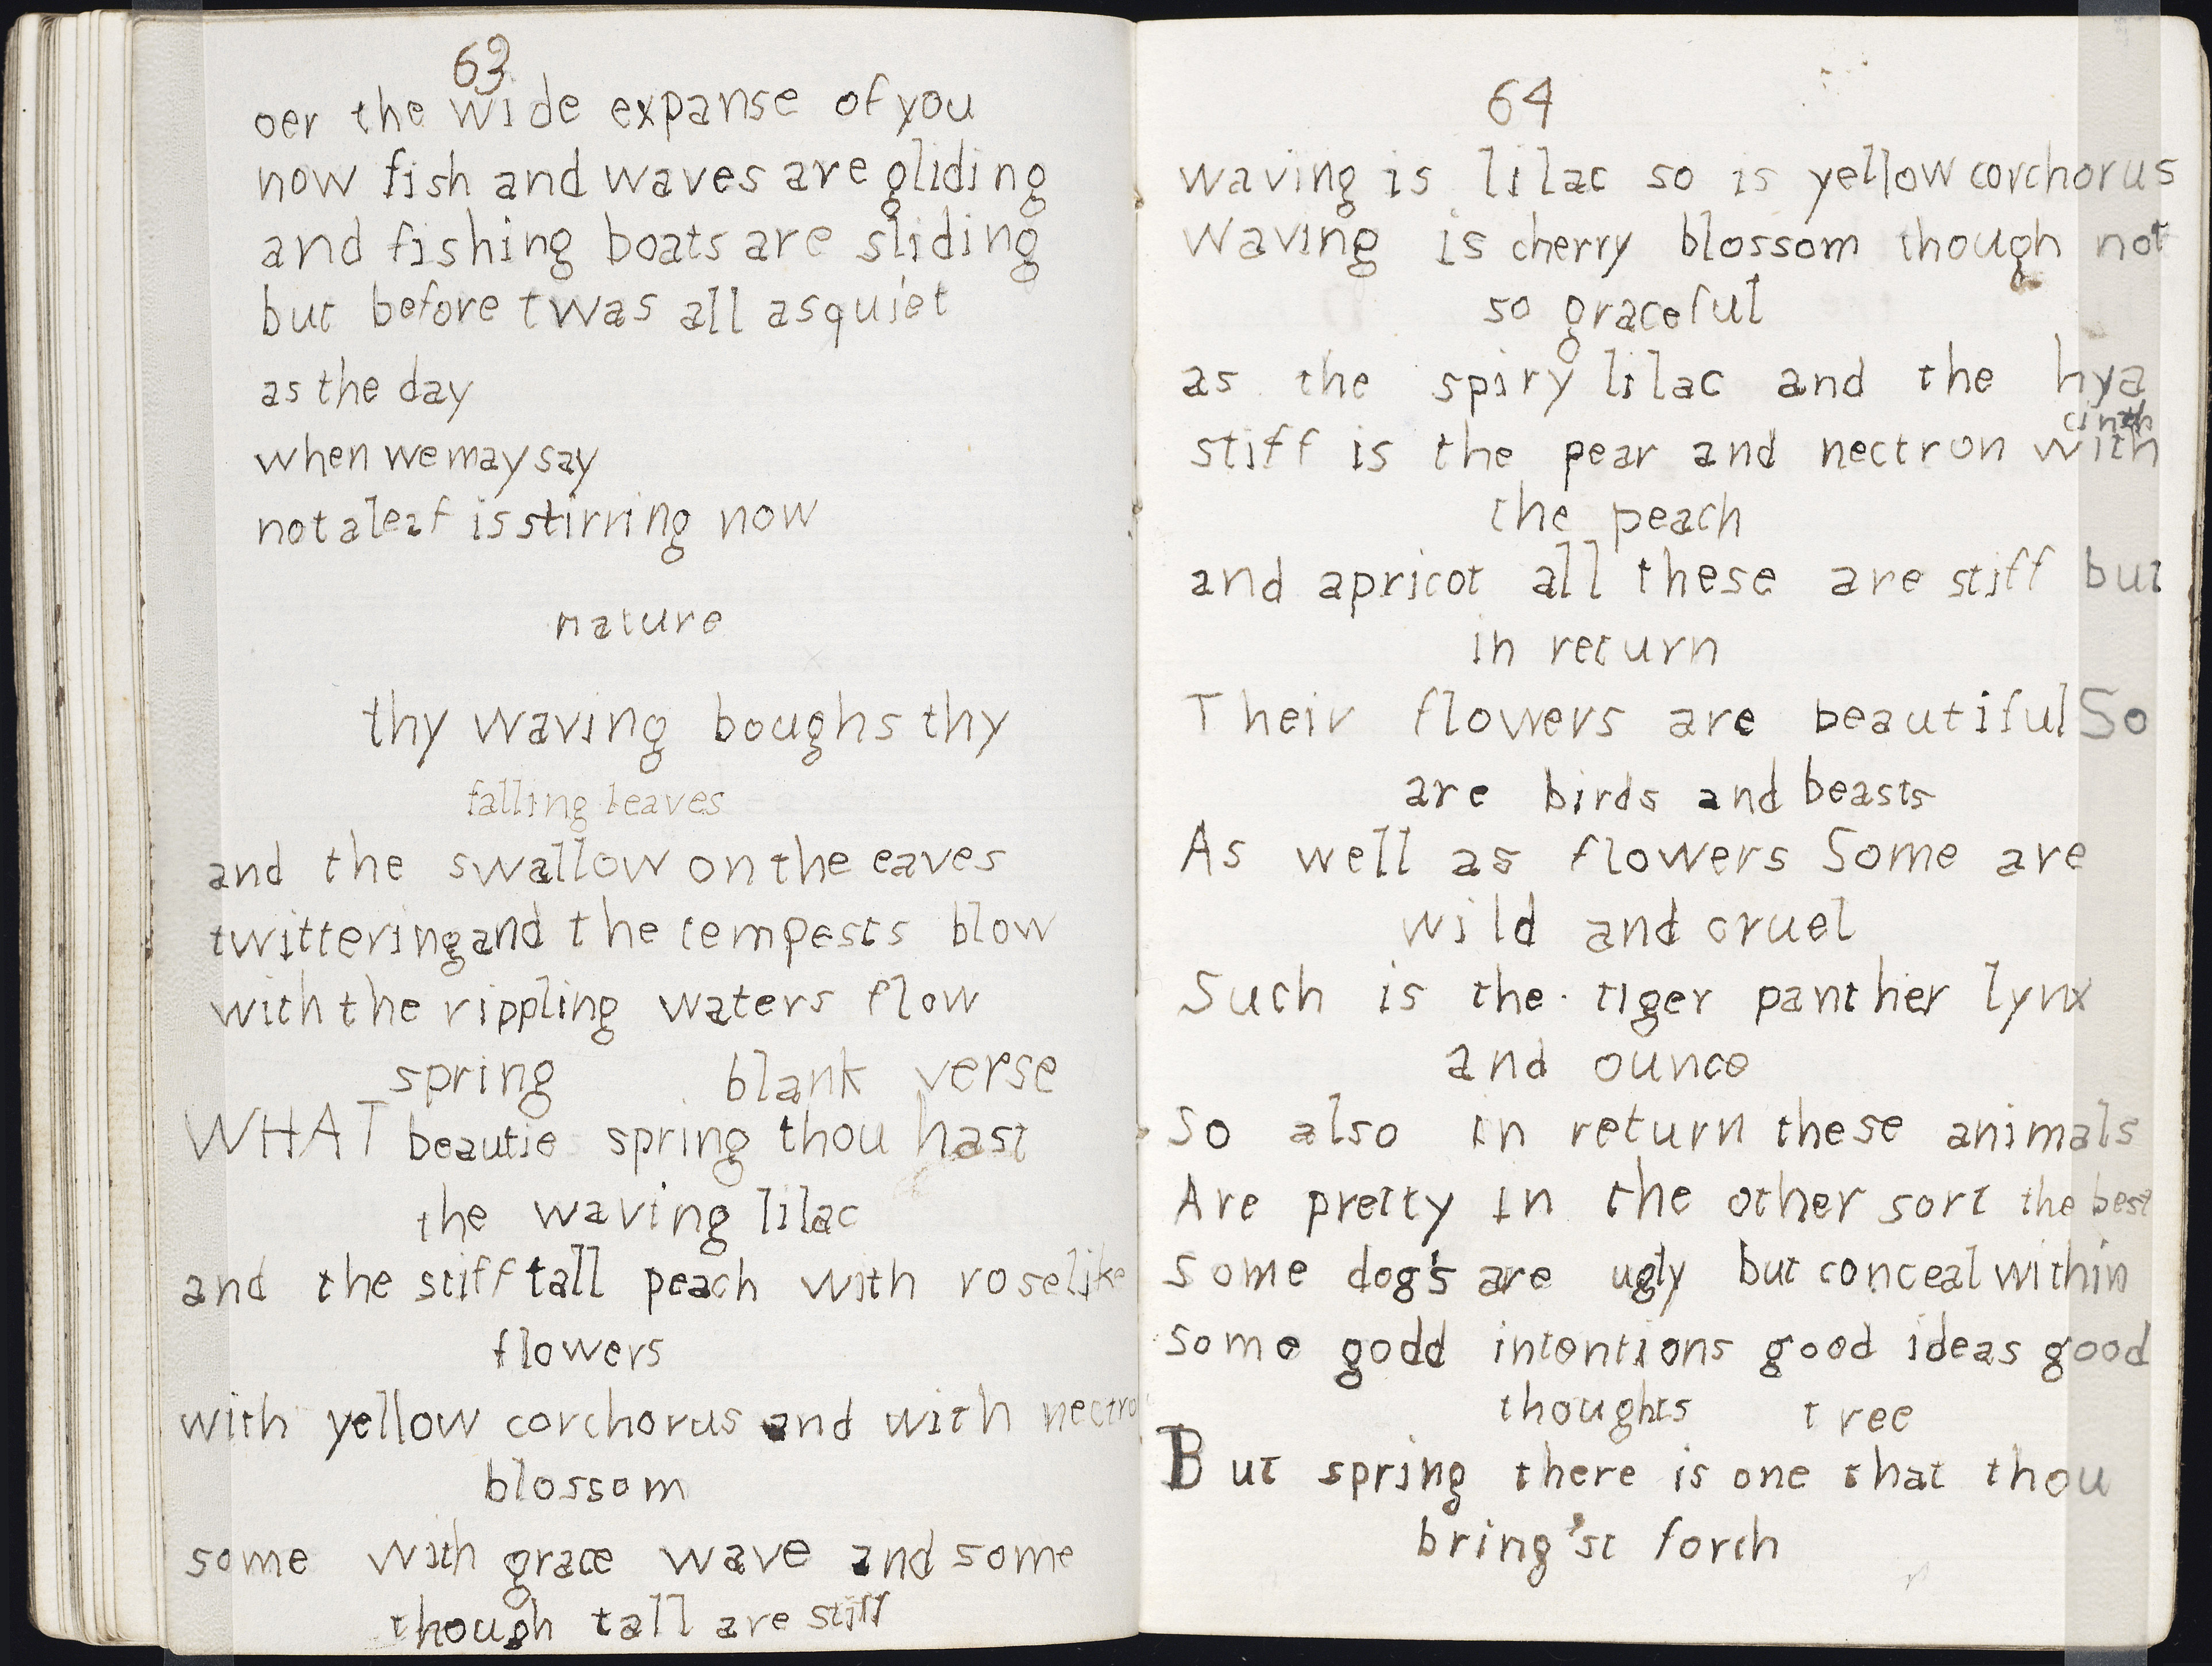 63
oer the wide expanse of you
now fish and waves are gliding
and fishing boats are sliding
but before twas all as quiet
as the day
when we may say
not a leaf is stirring now
nature
thy waving boughs thy
falling leaves
and the swallow on the eaves
twittering and the tempests blow
with the rippling waters flow
spring blank verse
WHAT beauties spring thou hast
the waving lilac
and the stiff tall peach with roselike
flowers
with yellow corchorus and with nectro
blossom
some with grace wave and some
though tall are stiff
64
waving is lilac so is yellow corchorus
Waving is cherry blossom though not
so graceful
as the spiry lilac and the hya
cinth
stiff is the pear and nectron with
the peach
and apricot all these are stiff but
in return
Their flowers are beautiful So
are birds and beasts
As well as flowers Some are
wild and cruel
Such is the tiger panther lynx
and ounce
So also in return these animals
Are pretty in the other sort the best
Some dog's are ugly but conceal within
Some godd intentions good ideas good
thoughts tree
But spring there is one that thou
bring'st forth